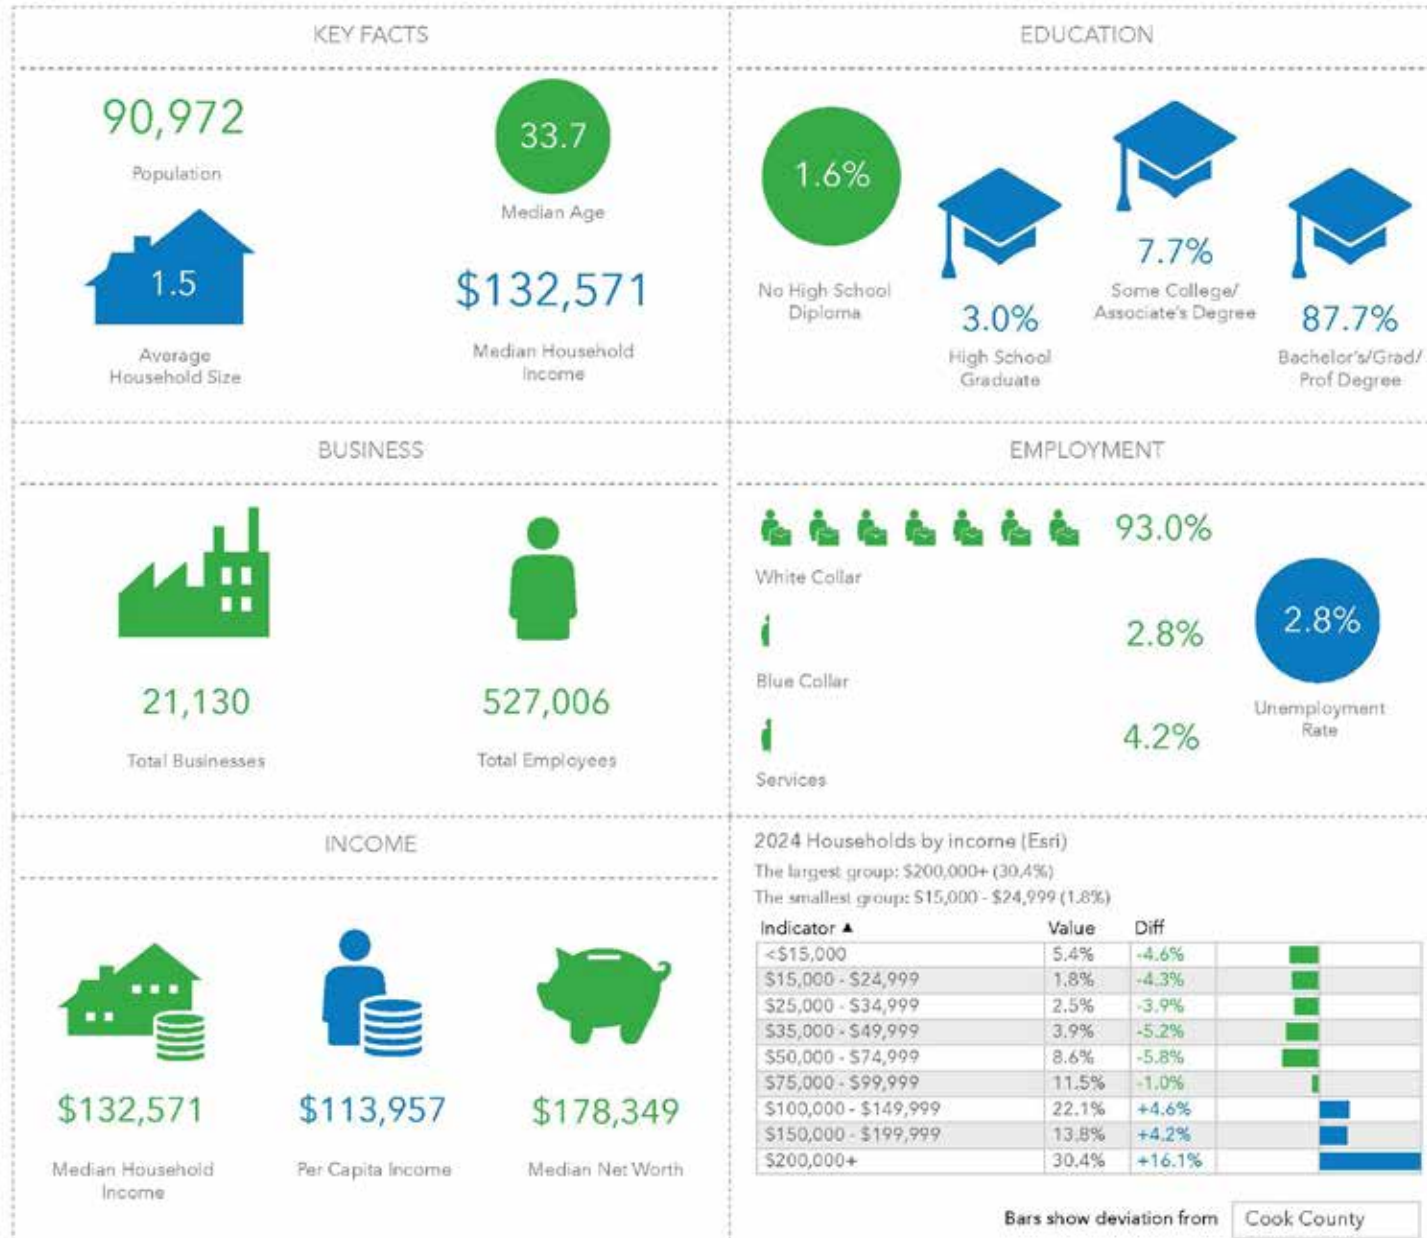 KEY FACTS
90,972
Population
33.7
Median Age
1.5
Average
Household Size
$132,571
Median Household
Income
EDUCATION
1.6%
No High School
Diploma
3.0%
High School
Graduate
7.7%
Some College/
Associate's Degree
87.7%
Bachelor's/Grad/
Prof Degree
BUSINESS
21,130
Total Businesses
527,006
Total Employees
EMPLOYMENT
93.0%
White Collar
2.8%
Blue Collar
4.2%
Services
2.8%
Unemployment
Rate
INCOME
$132,571
Median Household
Income
$113,957
Per Capita Income
$178,349
Median Net Worth
2024 Households by income (Esri)
The largest group: $200,000+ (30.4%)
The smallest group: $15,000 - $24,999 (1.8%)
Indicator ▲ Value Diff
<$15,000 5.4% -4.6%
$15,000 - $24,999 1.8% -4.3%
$25,000 - $34,999 2.5% -3.9%
$35,000 - $49,999 3.9% -5.2%
$50,000 - $74,999 8.6% -5.8%
$75,000 - $99,999 11.5% -1.0%
$100,000 - $149,999 22.1% +4.6%
$150,000 - $199,999 13.8% +4.2%
$200,000+ 30.4% +16.1%
Bars show deviation from Cook County